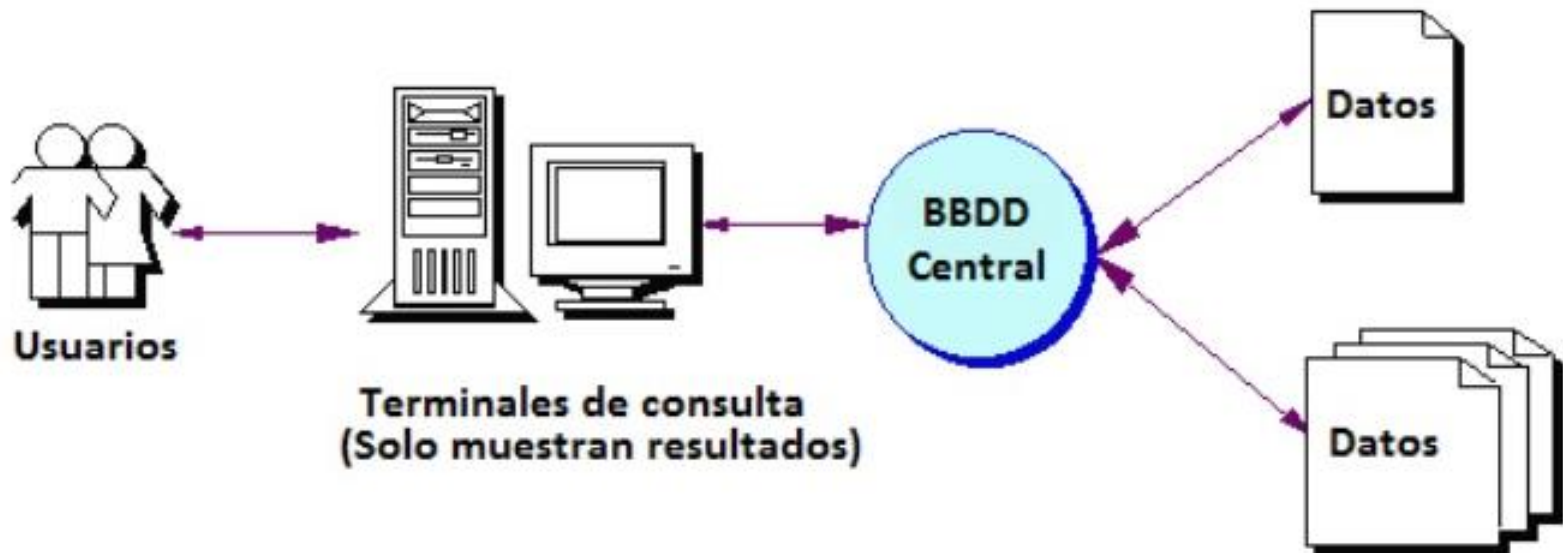 Usuarios
Terminales de consulta
(Solo muestran resultados)
BBDD
Central
Datos
Datos